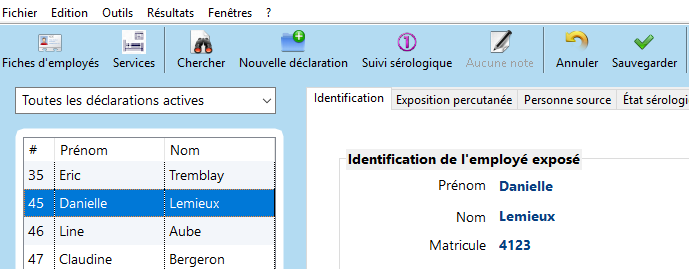 Fichier Edition Outils Résultats Fenêtres ?
Fiches d'employés Services Chercher Nouvelle déclaration Suivi sérologique Aucune note Annuler Sauvegarder
Toutes les déclarations actives
Identification Exposition percutanée Personne source État sérologi
# Prénom Nom
35 Eric Tremblay
45 Danielle Lemieux
46 Line Aube
47 Claudine Bergeron
Identification de l'employé exposé
Prénom Danielle
Nom Lemieux
Matricule 4123